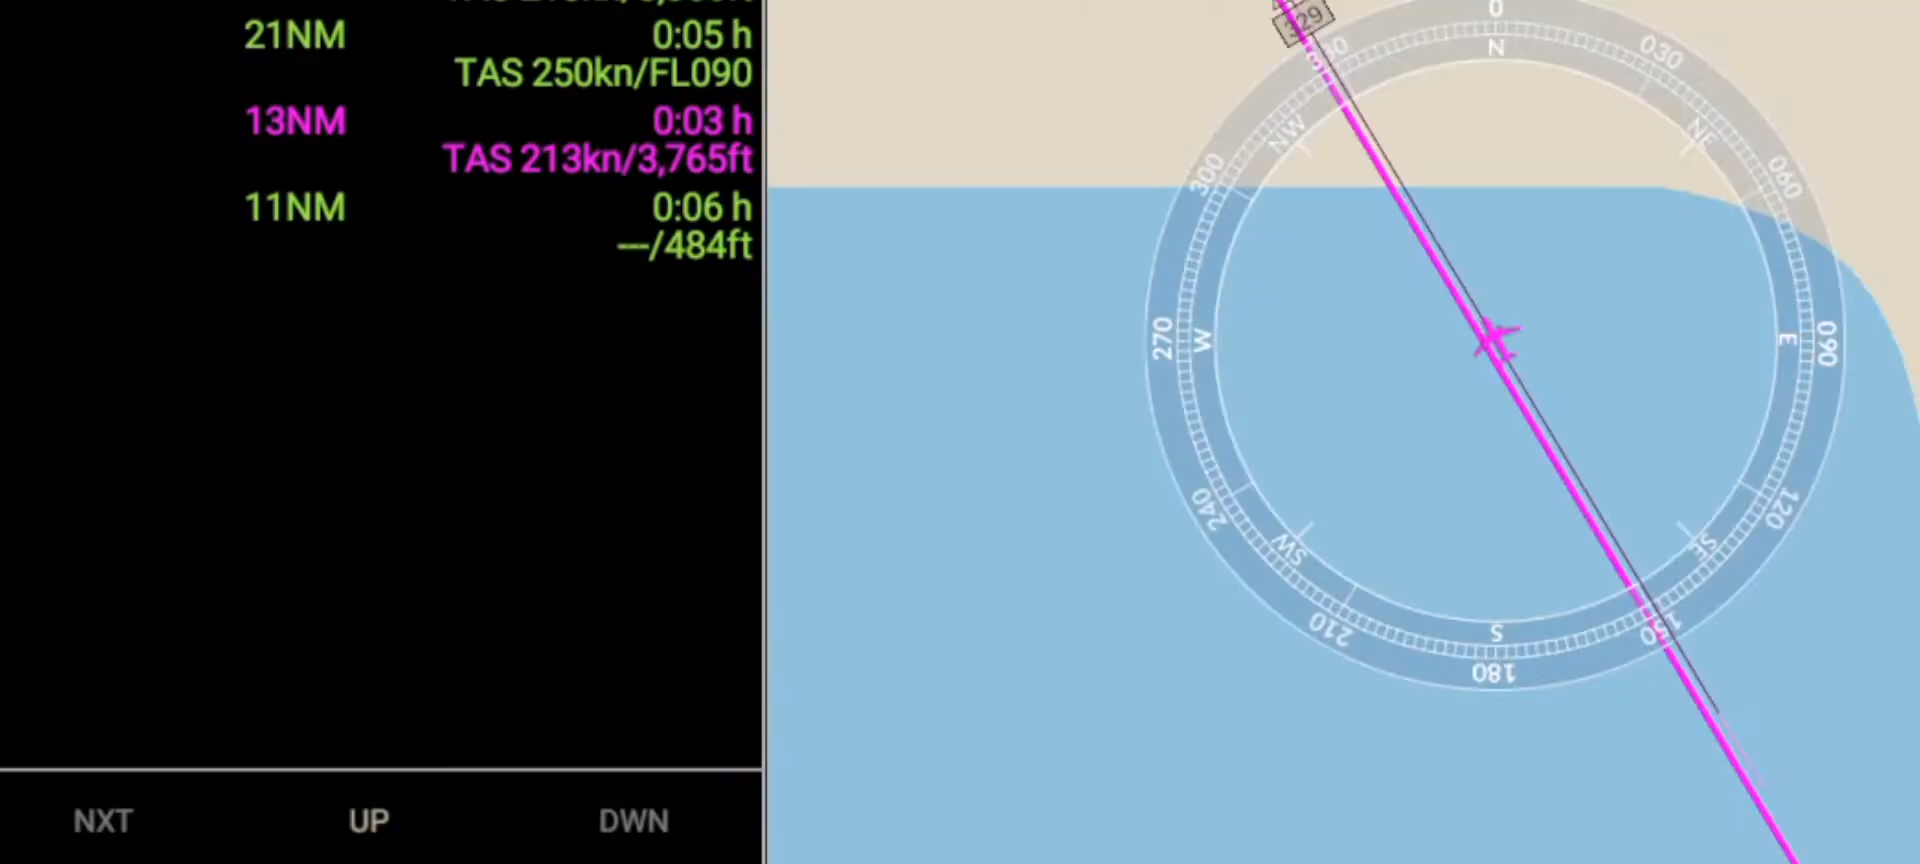 21NM 0:05 h
TAS 250kn/FL090
13NM 0:03 h
TAS 213kn/3,765ft
11NM 0:06 h
---/484ft
NXT UP DWN
329
0
N
030
NE
060
E
090
120
SE
150
S
180
210
SW
240
W
270
300
NW